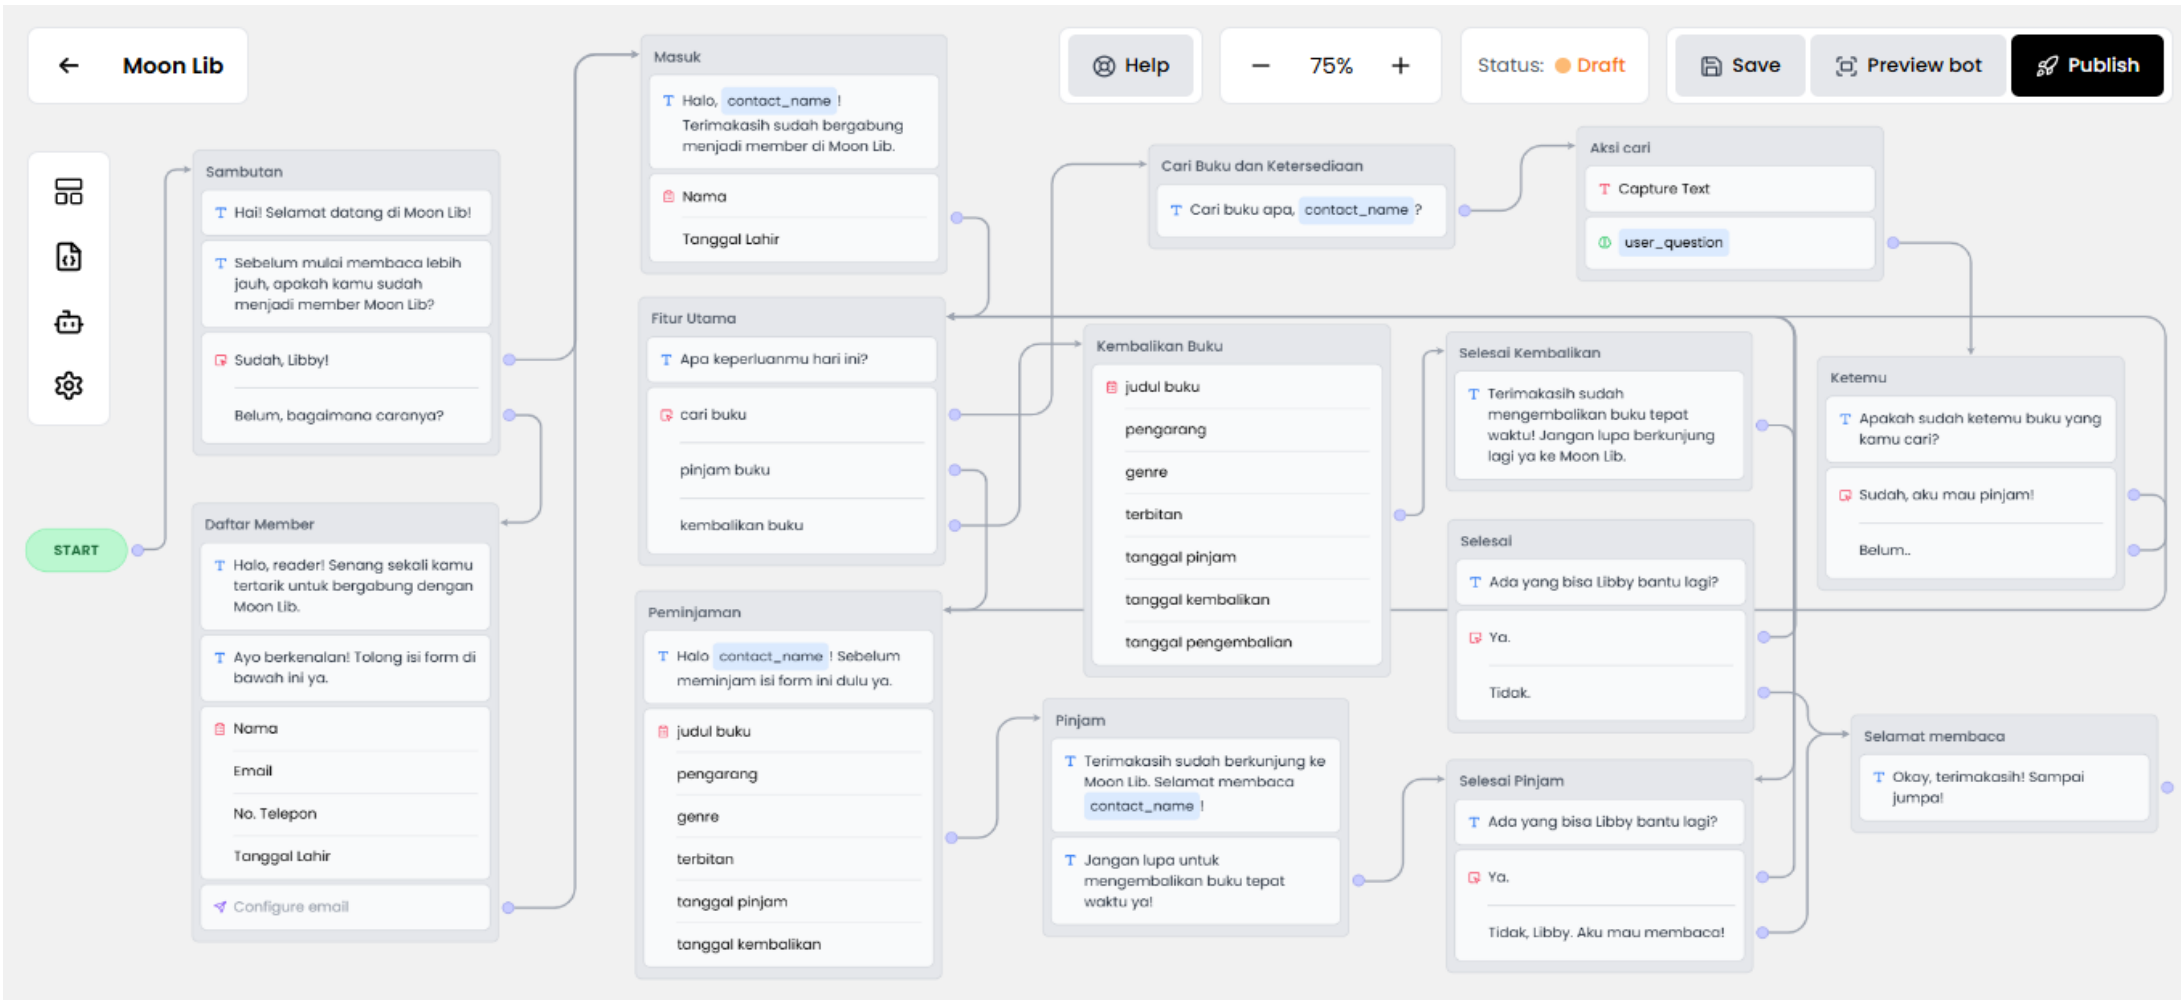 Moon Lib
Help
75%
Status: Draft
Save
Preview bot
Publish
START
Sambutan
Hai! Selamat datang di Moon Lib!
Sebelum mulai membaca lebih
jauh, apakah kamu sudah
menjadi member Moon Lib?
Sudah, Libby!
Belum, bagaimana caranya?
Daftar Member
Halo, reader! Senang sekali kamu
tertarik untuk bergabung dengan
Moon Lib.
Ayo berkenalan! Tolong isi form di
bawah ini ya.
Nama
Email
No. Telepon
Tanggal Lahir
Configure email
Masuk
Halo, contact_name !
Terimakasih sudah bergabung
menjadi member di Moon Lib.
Nama
Tanggal Lahir
Fitur Utama
Apa keperluanmu hari ini?
cari buku
pinjam buku
kembalikan buku
Peminjaman
Halo contact_name ! Sebelum
meminjam isi form ini dulu ya.
judul buku
pengarang
genre
terbitan
tanggal pinjam
tanggal kembalikan
Cari Buku dan Ketersediaan
Cari buku apa, contact_name ?
Aksi cari
Capture Text
user_question
Kembalikan Buku
judul buku
pengarang
genre
terbitan
tanggal pinjam
tanggal kembalikan
tanggal pengembalian
Pinjam
Terimakasih sudah berkunjung ke
Moon Lib. Selamat membaca
contact_name !
Jangan lupa untuk
mengembalikan buku tepat
waktu ya!
Selesai Kembalikan
Terimakasih sudah
mengembalikan buku tepat
waktu! Jangan lupa berkunjung
lagi ya ke Moon Lib.
Selesai
Ada yang bisa Libby bantu lagi?
Ya.
Tidak.
Selesai Pinjam
Ada yang bisa Libby bantu lagi?
Ya.
Tidak, Libby. Aku mau membaca!
Ketemu
Apakah sudah ketemu buku yang
kamu cari?
Sudah, aku mau pinjam!
Belum..
Selamat membaca
Okay, terimakasih! Sampai
jumpa!